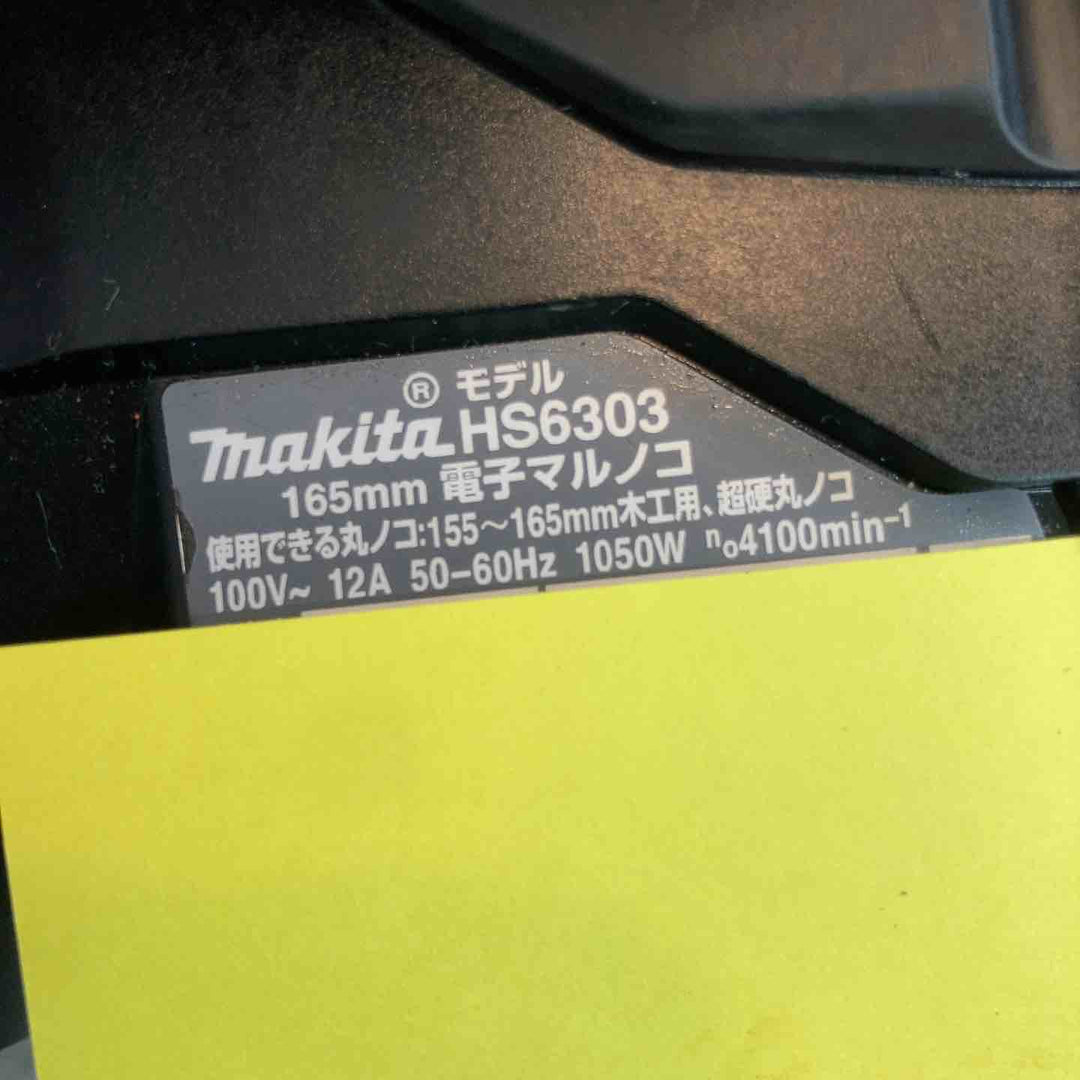 ® モデル
makita HS6303
165mm 電子マルノコ
使用できる丸ノコ:155～165mm木工用、超硬丸ノコ
100V~ 12A 50-60Hz 1050W n₀4100min⁻¹